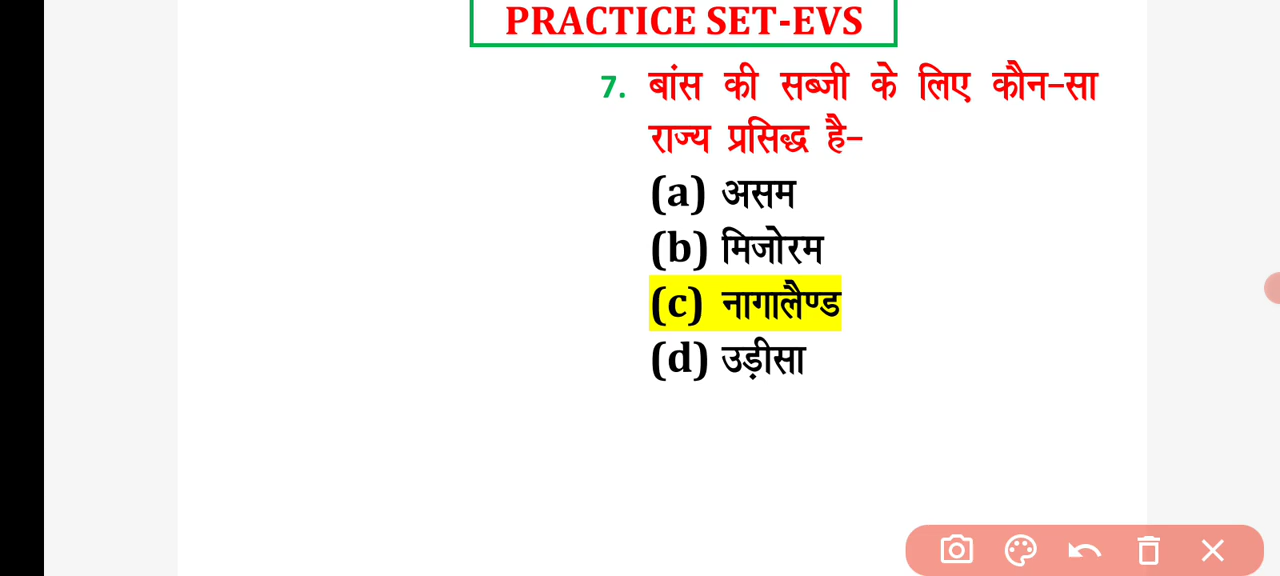 PRACTICE SET-EVS
7. बांस की सब्जी के लिए कौन-सा
राज्य प्रसिद्ध है-
(a) असम
(b) मिजोरम
(c) नागालैण्ड
(d) उड़ीसा